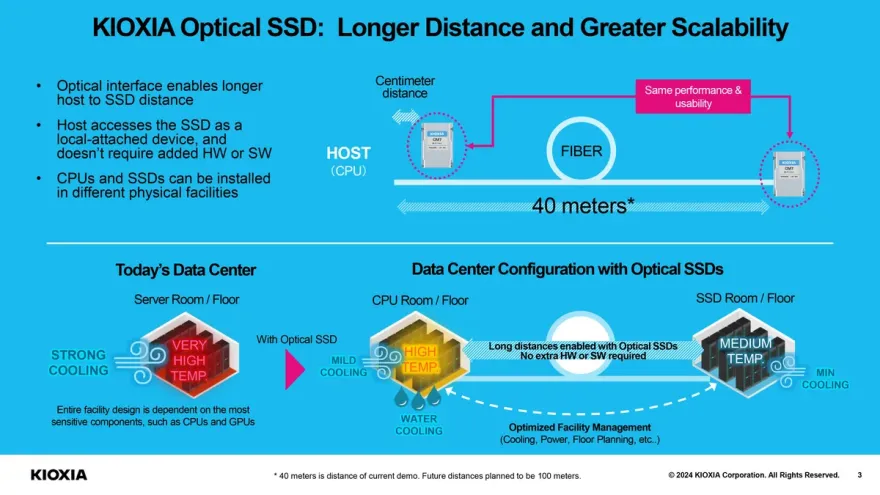 KIOXIA Optical SSD: Longer Distance and Greater Scalability
• Optical interface enables longer
host to SSD distance
• Host accesses the SSD as a
local-attached device, and
doesn't require added HW or SW
• CPUs and SSDs can be installed
in different physical facilities
Centimeter
distance
Same performance &
usability
HOST
(CPU)
KIOXIA
CM7
FIBER
KIOXIA
CM7
40 meters*
Today's Data Center
Data Center Configuration with Optical SSDs
Server Room / Floor
CPU Room / Floor
SSD Room / Floor
STRONG
COOLING
VERY
HIGH
TEMP.
With Optical SSD
MILD
COOLING
HIGH
TEMP.
Long distances enabled with Optical SSDs
No extra HW or SW required
MEDIUM
TEMP.
MIN
COOLING
WATER
COOLING
Entire facility design is dependent on the most
sensitive components, such as CPUs and GPUs
Optimized Facility Management
(Cooling, Power, Floor Planning, etc..)
KIOXIA
* 40 meters is distance of current demo. Future distances planned to be 100 meters.
© 2024 KIOXIA Corporation. All Rights Reserved.
3